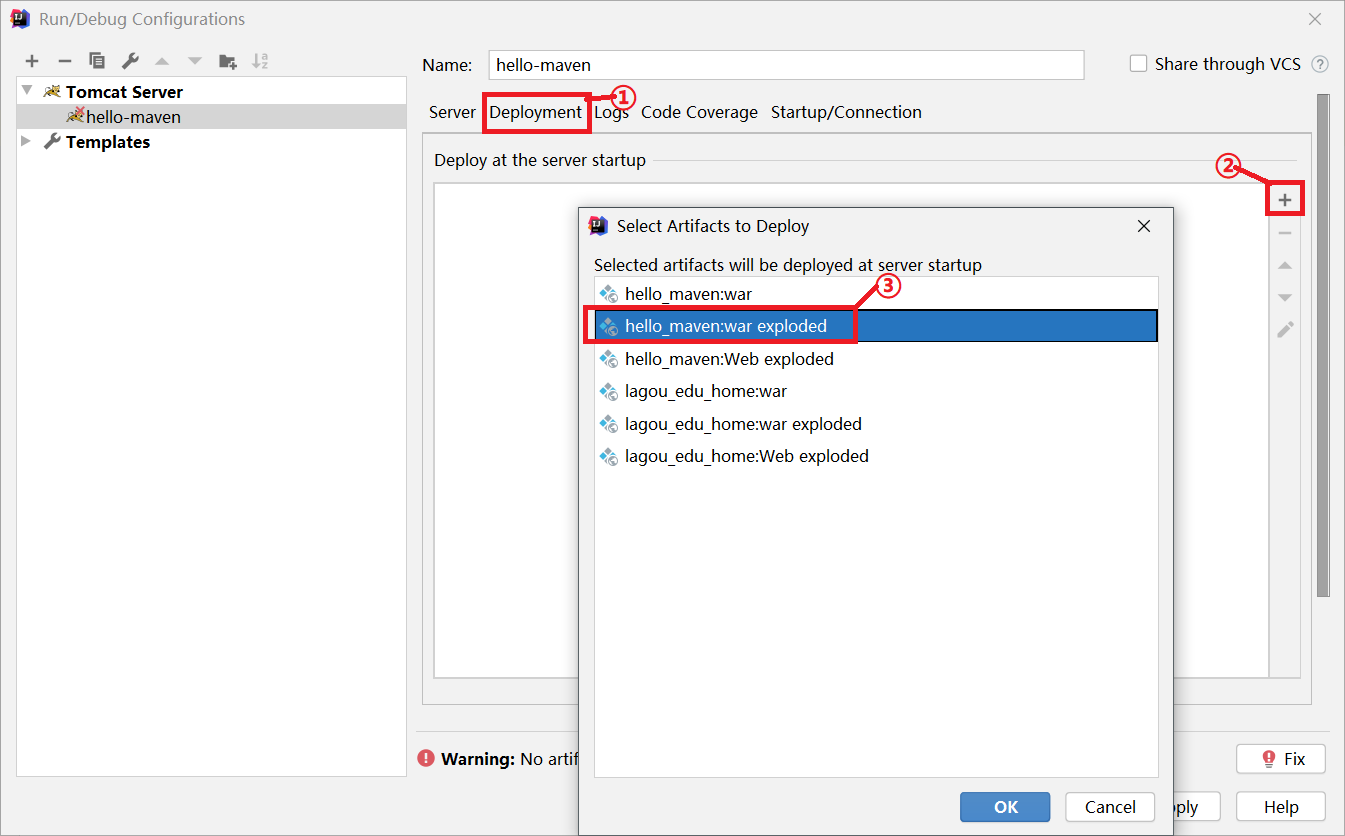 Run/Debug Configurations
Name: hello-maven
Share through VCS
Tomcat Server
hello-maven
Templates
Server Deployment Logs Code Coverage Startup/Connection
①
Deploy at the server startup
②
Select Artifacts to Deploy
Selected artifacts will be deployed at server startup
③
hello_maven:war
hello_maven:war exploded
hello_maven:Web exploded
lagou_edu_home:war
lagou_edu_home:war exploded
lagou_edu_home:Web exploded
Warning: No artif
Fix
OK Cancel
ply Help